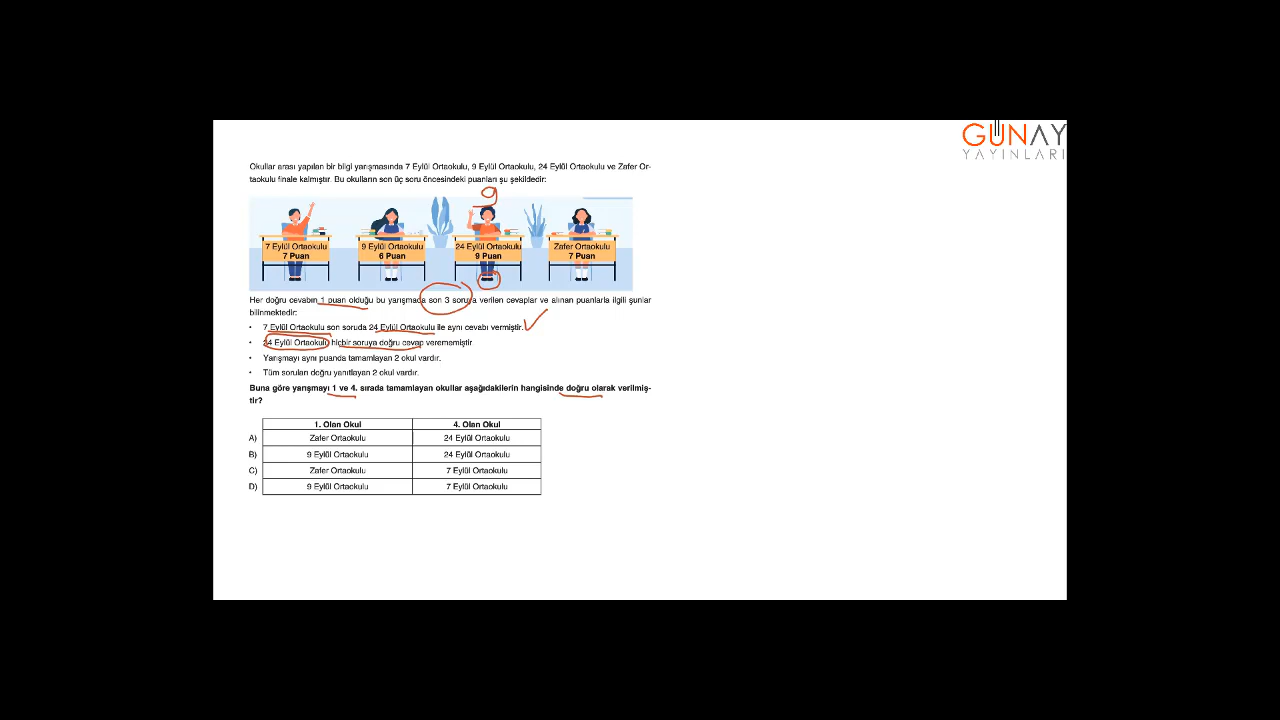 GÜNAY
YAYINLARI
Okullar arası yapılan bir bilgi yarışmasında 7 Eylül Ortaokulu, 9 Eylül Ortaokulu, 24 Eylül Ortaokulu ve Zafer Or-
taokulu finale kalmıştır. Bu okulların son üç soru öncesindeki puanları şu şekildedir:
9
7 Eylül Ortaokulu
7 Puan
9 Eylül Ortaokulu
6 Puan
24 Eylül Ortaokulu
9 Puan
Zafer Ortaokulu
7 Puan
Her doğru cevabın 1 puan olduğu bu yarışmada son 3 soruya verilen cevaplar ve alınan puanlarla ilgili şunlar
bilinmektedir:
• 7 Eylül Ortaokulu son soruda 24 Eylül Ortaokulu ile aynı cevabı vermiştir.
• 24 Eylül Ortaokulu hiçbir soruya doğru cevap verememiştir
• Yarışmayı aynı puanda tamamlayan 2 okul vardır.
• Tüm soruları doğru yanıtlayan 2 okul vardır.
Buna göre yarışmayı 1 ve 4. sırada tamamlayan okullar aşağıdakilerin hangisinde doğru olarak verilmiş-
tir?
1. Olan Okul 4. Olan Okul
A) Zafer Ortaokulu 24 Eylül Ortaokulu
B) 9 Eylül Ortaokulu 24 Eylül Ortaokulu
C) Zafer Ortaokulu 7 Eylül Ortaokulu
D) 9 Eylül Ortaokulu 7 Eylül Ortaokulu